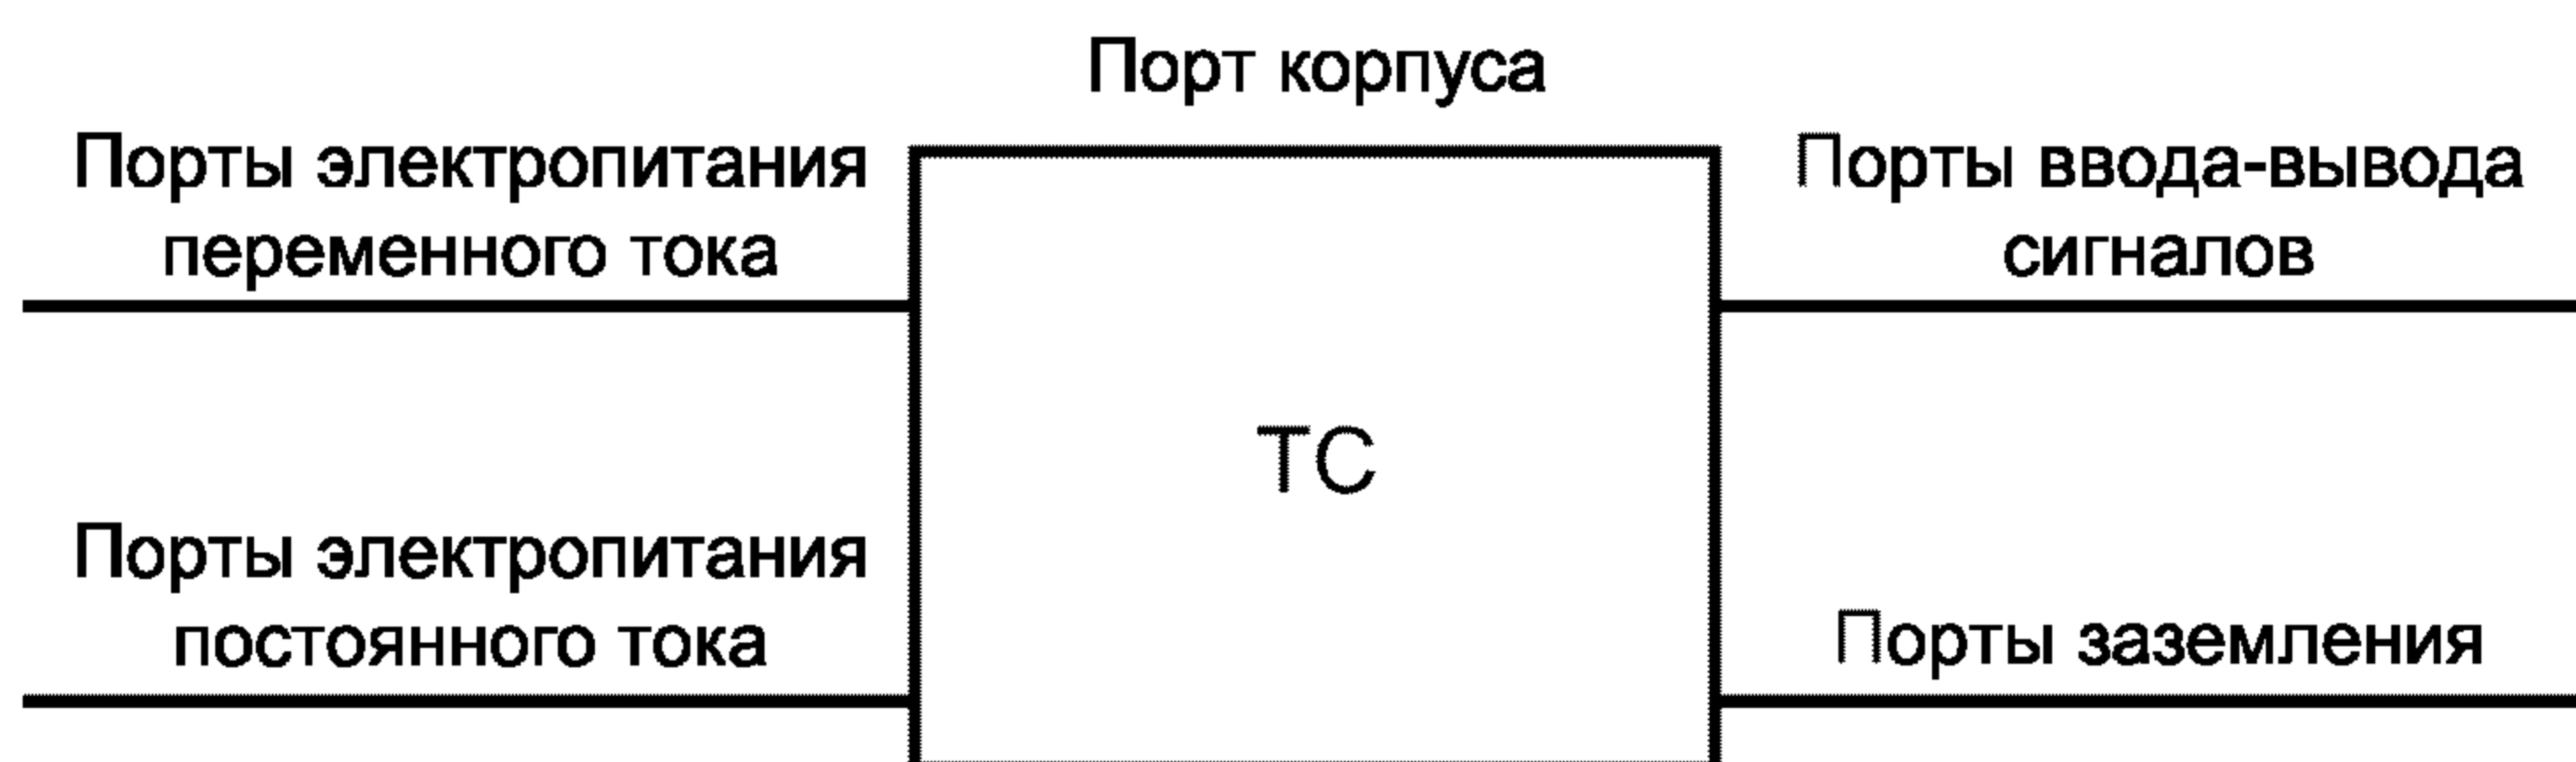 Порт корпуса
Порты электропитания
переменного тока
Порты ввода-вывода
сигналов
ТС
Порты электропитания
постоянного тока
Порты заземления